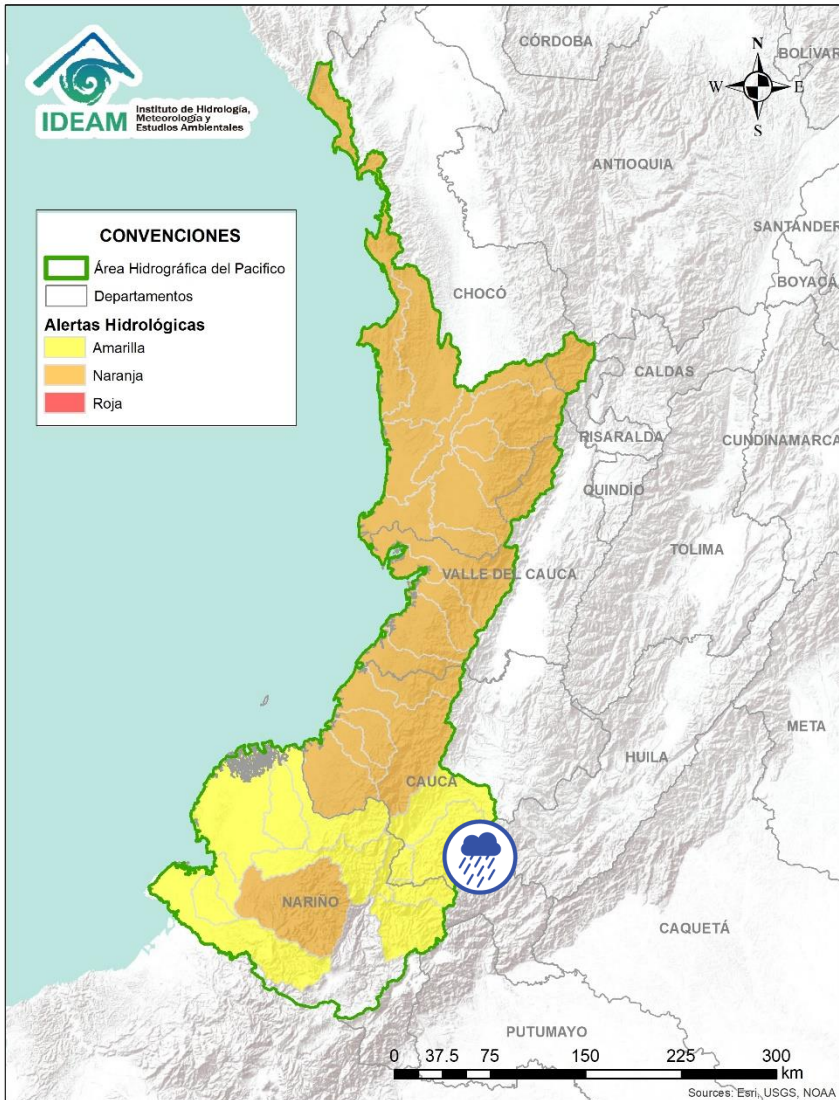 IDEAM
Instituto de Hidrología,
Meteorología y
Estudios Ambientales
CÓRDOBA
BOLÍVAR
N
W
E
S
ANTIOQUIA
SANTANDER
BOYACÁ
CONVENCIONES
Área Hidrográfica del Pacifico
Departamentos
Alertas Hidrológicas
Amarilla
Naranja
Roja
CHOCÓ
CALDAS
RISARALDA
CUNDINAMARCA
QUINDÍO
TOLIMA
VALLE DEL CAUCA
META
HUILA
CAUCA
NARIÑO
CAQUETÁ
PUTUMAYO
0 37.5 75 150 225 300
km
Sources: Esri, USGS, NOAA